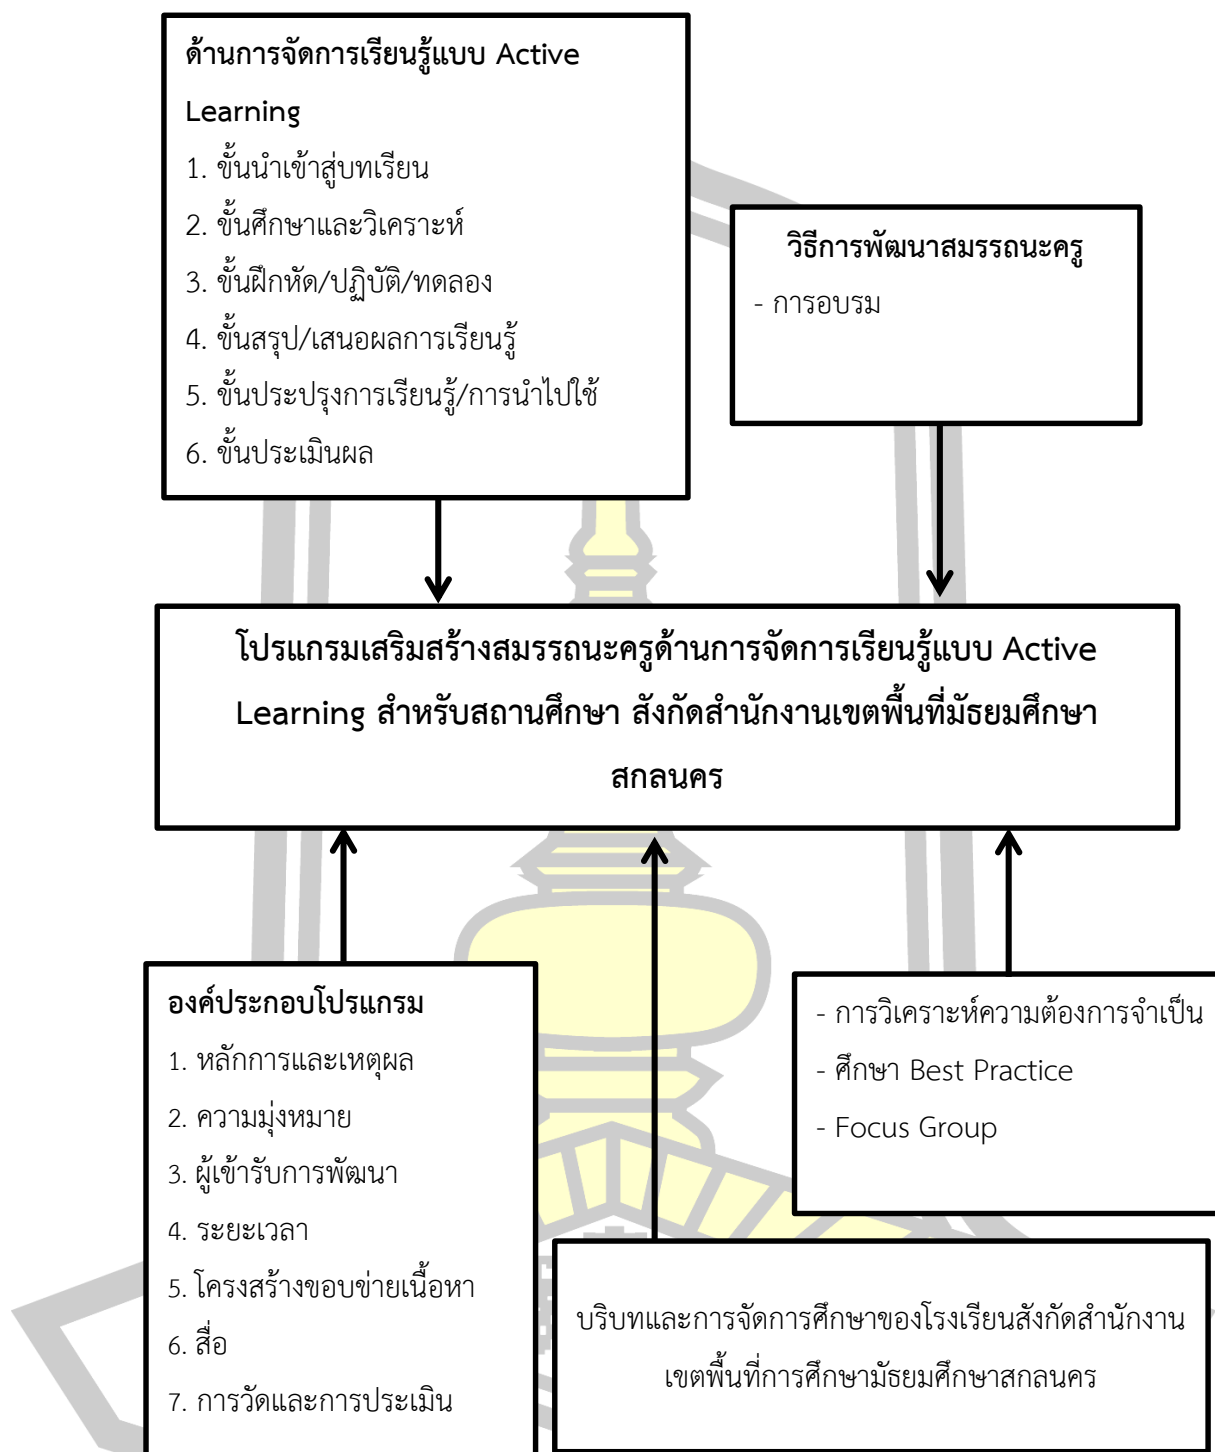 ด้านการจัดการเรียนรู้แบบ Active
Learning
1. ขั้นนำเข้าสู่บทเรียน
2. ขั้นศึกษาและวิเคราะห์
3. ขั้นฝึกหัด/ปฏิบัติ/ทดลอง
4. ขั้นสรุป/เสนอผลการเรียนรู้
5. ขั้นประปรุงการเรียนรู้/การนำไปใช้
6. ขั้นประเมินผล
วิธีการพัฒนาสมรรถนะครู
- การอบรม
โปรแกรมเสริมสร้างสมรรถนะครูด้านการจัดการเรียนรู้แบบ Active
Learning สำหรับสถานศึกษา สังกัดสำนักงานเขตพื้นที่มัธยมศึกษา
สกลนคร
องค์ประกอบโปรแกรม
1. หลักการและเหตุผล
2. ความมุ่งหมาย
3. ผู้เข้ารับการพัฒนา
4. ระยะเวลา
5. โครงสร้างขอบข่ายเนื้อหา
6. สื่อ
7. การวัดและการประเมิน
- การวิเคราะห์ความต้องการจำเป็น
- ศึกษา Best Practice
- Focus Group
บริบทและการจัดการศึกษาของโรงเรียนสังกัดสำนักงาน
เขตพื้นที่การศึกษามัธยมศึกษาสกลนคร